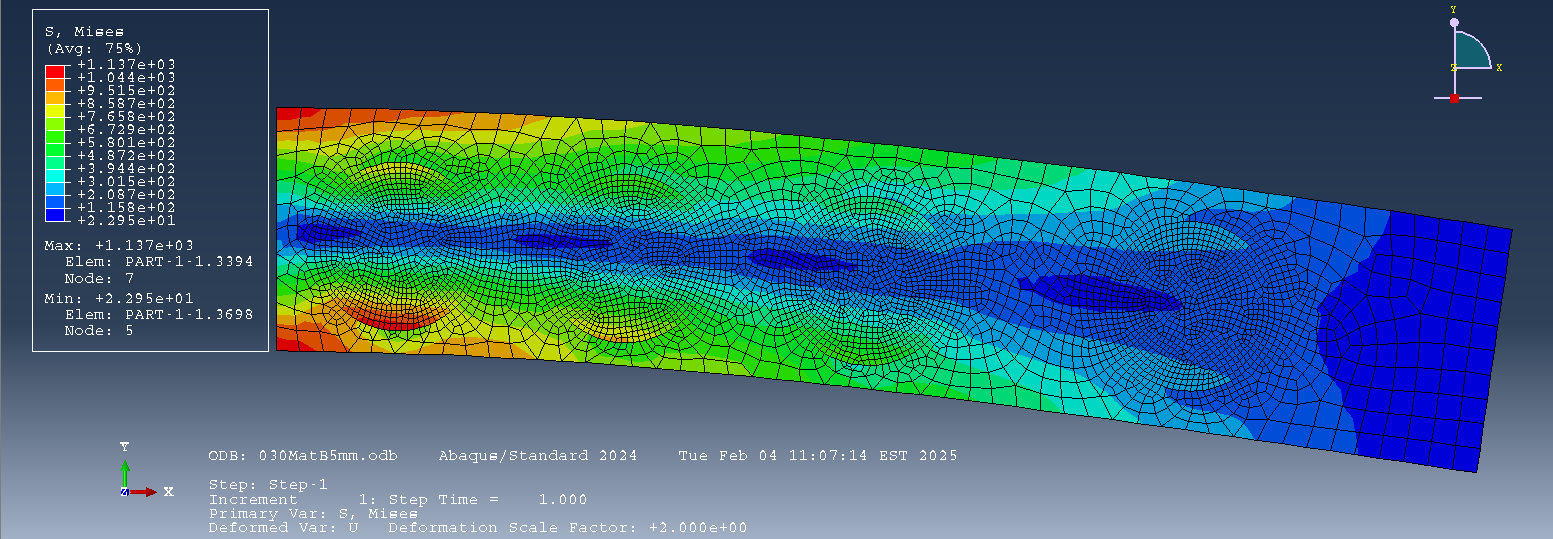 S, Mises
(Avg: 75%)
+1.137e+03
+1.044e+03
+9.515e+02
+8.587e+02
+7.658e+02
+6.729e+02
+5.801e+02
+4.872e+02
+3.944e+02
+3.015e+02
+2.087e+02
+1.158e+02
+2.295e+01
Max: +1.137e+03
Elem: PART-1-1.3394
Node: 7
Min: +2.295e+01
Elem: PART-1-1.3698
Node: 5
Y
Z X
Y
Z X
ODB: 030MatB5mm.odb Abaqus/Standard 2024 Tue Feb 04 11:07:14 EST 2025
Step: Step-1
Increment 1: Step Time = 1.000
Primary Var: S, Mises
Deformed Var: U Deformation Scale Factor: +2.000e+00